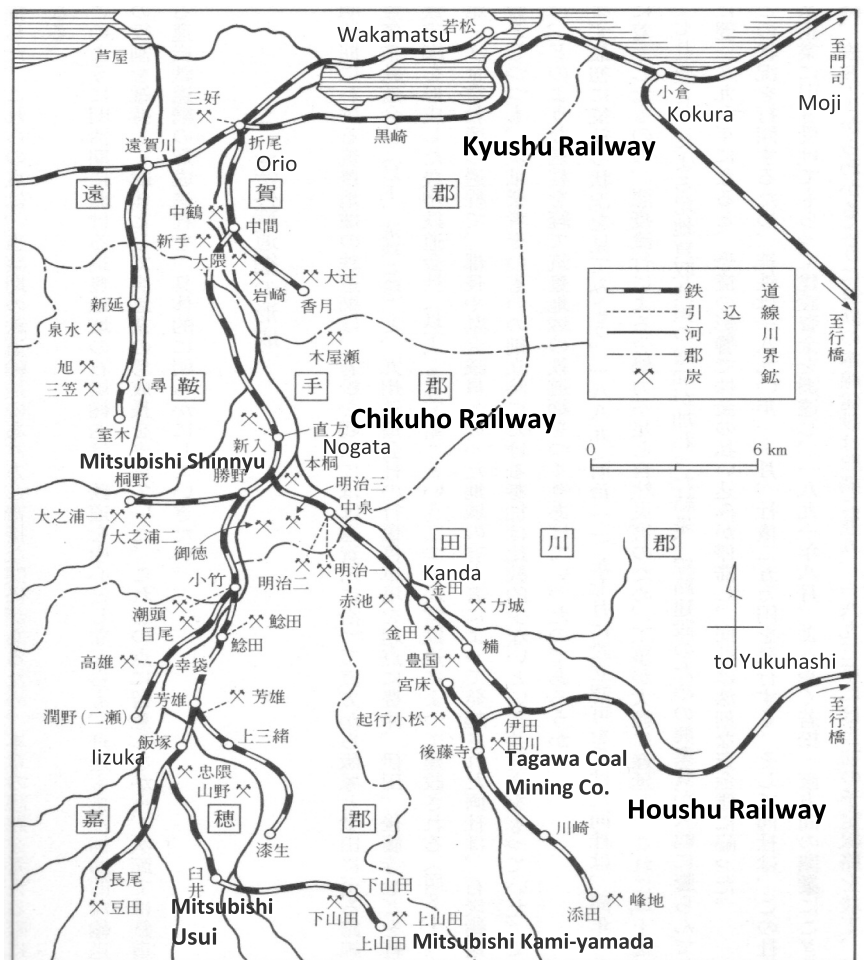 Wakamatsu
若松
芦屋
至門司
三好
小倉
Kokura
Moji
折尾
黒崎
遠賀川
Orio
Kyushu Railway
遠
賀
郡
中鶴
中間
新手
大隈
大辻
岩崎
香月
鉄 道
引 込 線
河 川
郡 界
炭 鉱
至行橋
新延
泉水
木屋瀬
旭
八尋
三笠
鞍
手
郡
室木
直方
Chikuho Railway
新入
Nogata
0 6 km
Mitsubishi Shinnyu
本桐
桐野
勝野
明治三
大之浦一
大之浦二
中泉
御徳
田
川
郡
小竹
明治二
明治一
Kanda
金田
潮頭
赤池
方城
目尾
鯰田
鯰田
金田
高雄
幸袋
豊国
糒
to Yukuhashi
芳雄
芳雄
宮床
潤野(二瀬)
起行小松
伊田
至行橋
飯塚
上三緒
田川
後藤寺
Iizuka
Tagawa Coal
Mining Co.
忠隈
山野
Houshu Railway
嘉
穂
郡
川崎
漆生
長尾
臼井
下山田
豆田
Mitsubishi
Usui
下山田
上山田
峰地
添田
上山田
Mitsubishi Kami-yamada